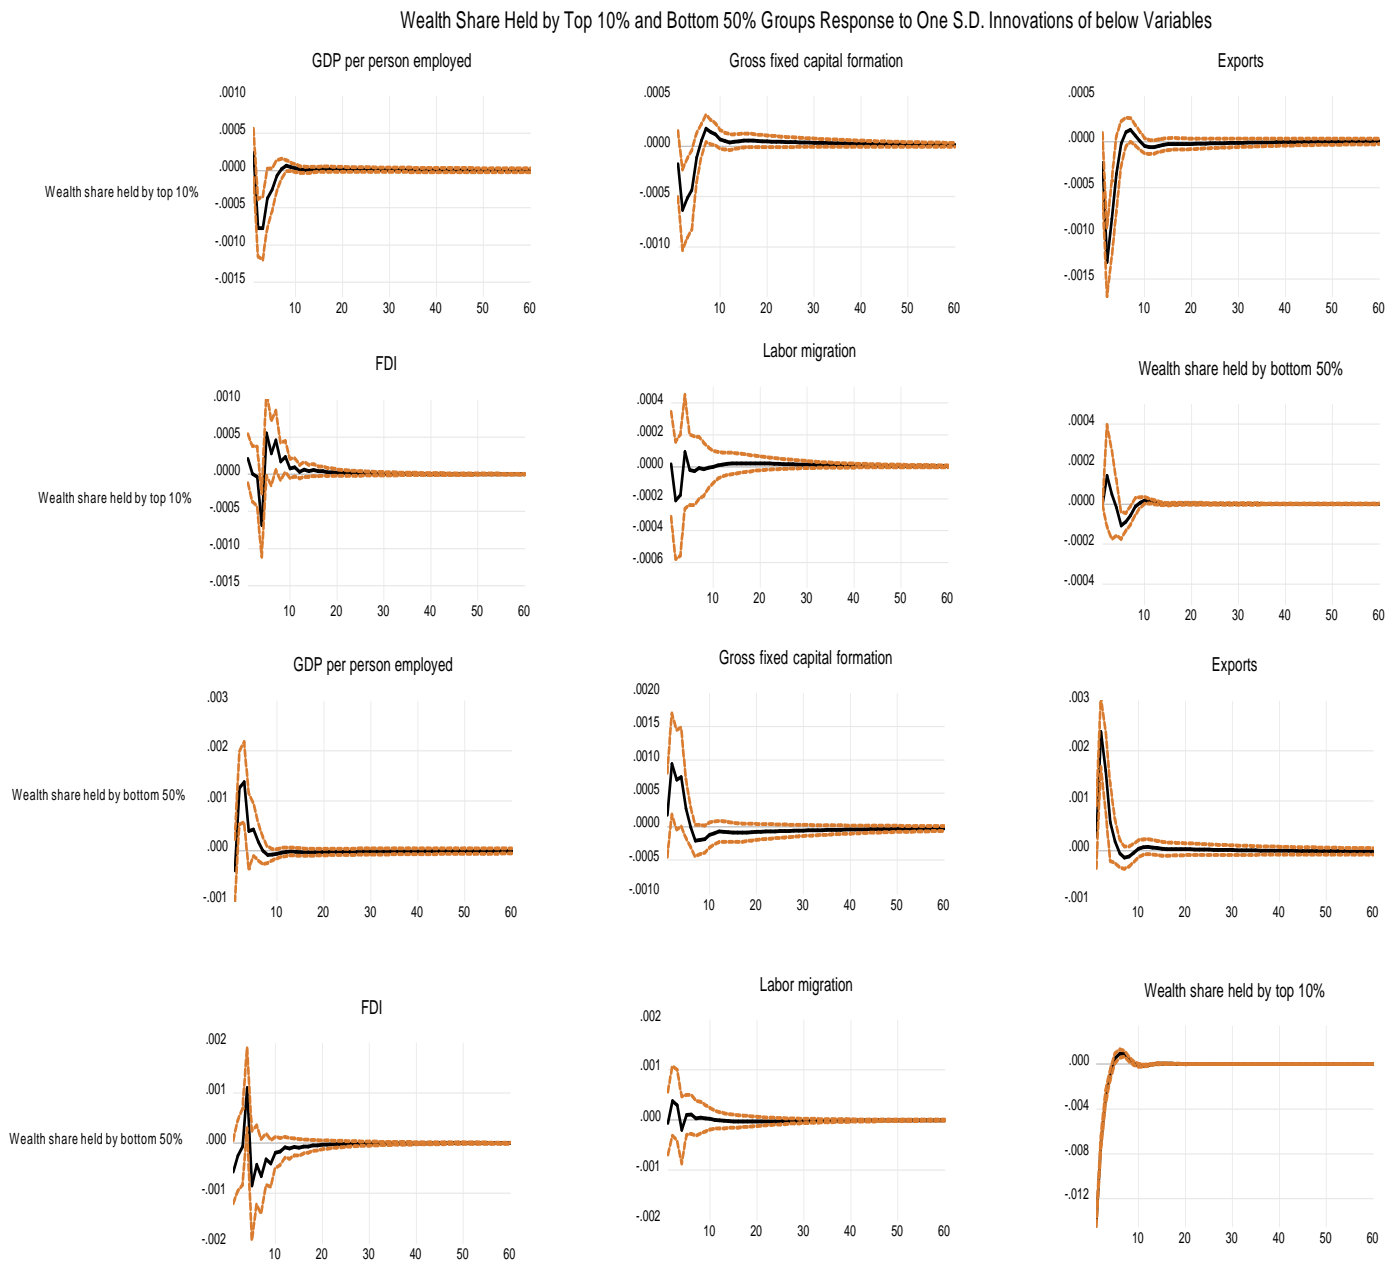 Wealth Share Held by Top 10% and Bottom 50% Groups Response to One S.D. Innovations of below Variables
GDP per person employed
.0010
.0005
.0000
-.0005
-.0010
-.0015
10 20 30 40 50 60
Wealth share held by top 10%
Gross fixed capital formation
.0005
.0000
-.0005
-.0010
10 20 30 40 50 60
Exports
.0005
.0000
-.0005
-.0010
-.0015
10 20 30 40 50 60
FDI
.0010
.0005
.0000
-.0005
-.0010
-.0015
10 20 30 40 50 60
Wealth share held by top 10%
Labor migration
.0004
.0002
.0000
-.0002
-.0004
-.0006
10 20 30 40 50 60
Wealth share held by bottom 50%
.0004
.0002
.0000
-.0002
-.0004
10 20 30 40 50 60
GDP per person employed
.003
.002
.001
.000
-.001
10 20 30 40 50 60
Wealth share held by bottom 50%
Gross fixed capital formation
.0020
.0015
.0010
.0005
.0000
-.0005
-.0010
10 20 30 40 50 60
Exports
.003
.002
.001
.000
-.001
10 20 30 40 50 60
FDI
.002
.001
.000
-.001
-.002
10 20 30 40 50 60
Wealth share held by bottom 50%
Labor migration
.002
.001
.000
-.001
-.002
10 20 30 40 50 60
Wealth share held by top 10%
.000
-.004
-.008
-.012
10 20 30 40 50 60